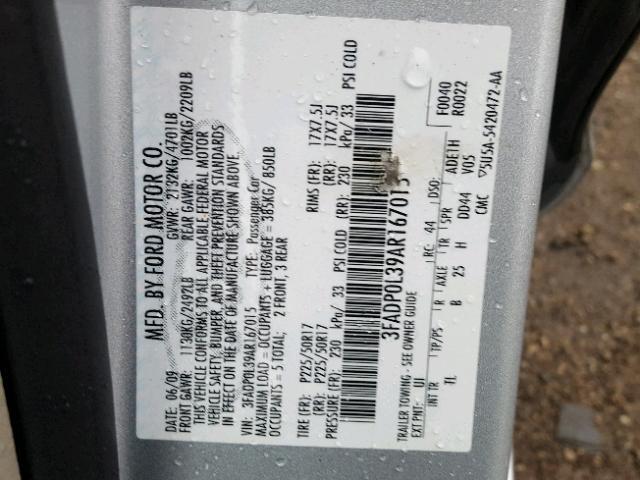 MFD. BY FORD MOTOR CO.
DATE: 06/09 GVWR: 2132KG/4701LB
FRONT GAWR: 1130KG/2492LB REAR GAWR: 1002KG/2209LB
THIS VEHICLE CONFORMS TO ALL APPLICABLE FEDERAL MOTOR
VEHICLE SAFETY, BUMPER, AND THEFT PREVENTION STANDARDS
IN EFFECT ON THE DATE OF MANUFACTURE SHOWN ABOVE.
VIN: 3FADP0L39AR167015 TYPE: Passenger Car
MAXIMUM LOAD = OCCUPANTS + LUGGAGE = 385KG/ 850LB
OCCUPANTS = 5 TOTAL; 2 FRONT, 3 REAR
TIRE (FR): P225/50R17 RIMS (FR): 17X7.5J
(RR): P225/50R17 (RR): 17X7.5J
PRESSURE (FR): 230 kPa/ 33 PSI COLD (RR): 230 kPa/ 33 PSI COLD
3FADP0L39AR167015
TRAILER TOWING - SEE OWNER GUIDE
F0040
EXT PNT: UI RC: 44 DSO: R0022
INT TR TP/PS R AXLE TR SPR ADE1H
TL B 25 H DD44 V05
CMC 5U5A-5420472-AA